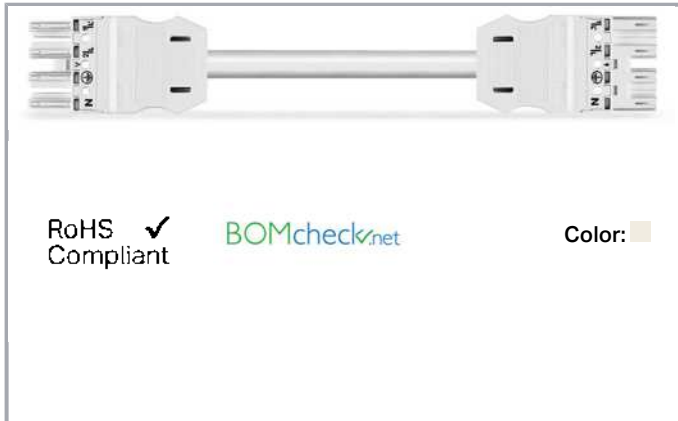 N
N
RoHS ✓
Compliant
BOMcheck.net
Color: